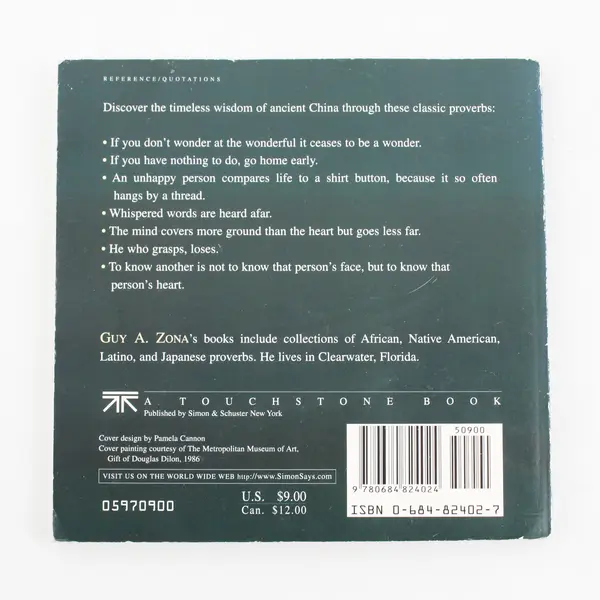 REFERENCE/QUOTATIONS
Discover the timeless wisdom of ancient China through these classic proverbs:
• If you don't wonder at the wonderful it ceases to be a wonder.
• If you have nothing to do, go home early.
• An unhappy person compares life to a shirt button, because it so often
hangs by a thread.
• Whispered words are heard afar.
• The mind covers more ground than the heart but goes less far.
• He who grasps, loses.
• To know another is not to know that person's face, but to know that
person's heart.
GUY A. ZONA's books include collections of African, Native American,
Latino, and Japanese proverbs. He lives in Clearwater, Florida.
A TOUCHSTONE BOOK
Published by Simon & Schuster New York
Cover design by Pamela Cannon
Cover painting courtesy of The Metropolitan Museum of Art,
Gift of Douglas Dilon, 1986
VISIT US ON THE WORLD WIDE WEB http://www.SimonSays.com
05970900
U.S. $9.00
Can. $12.00
50900
9 780684 824024
ISBN 0-684-82402-7